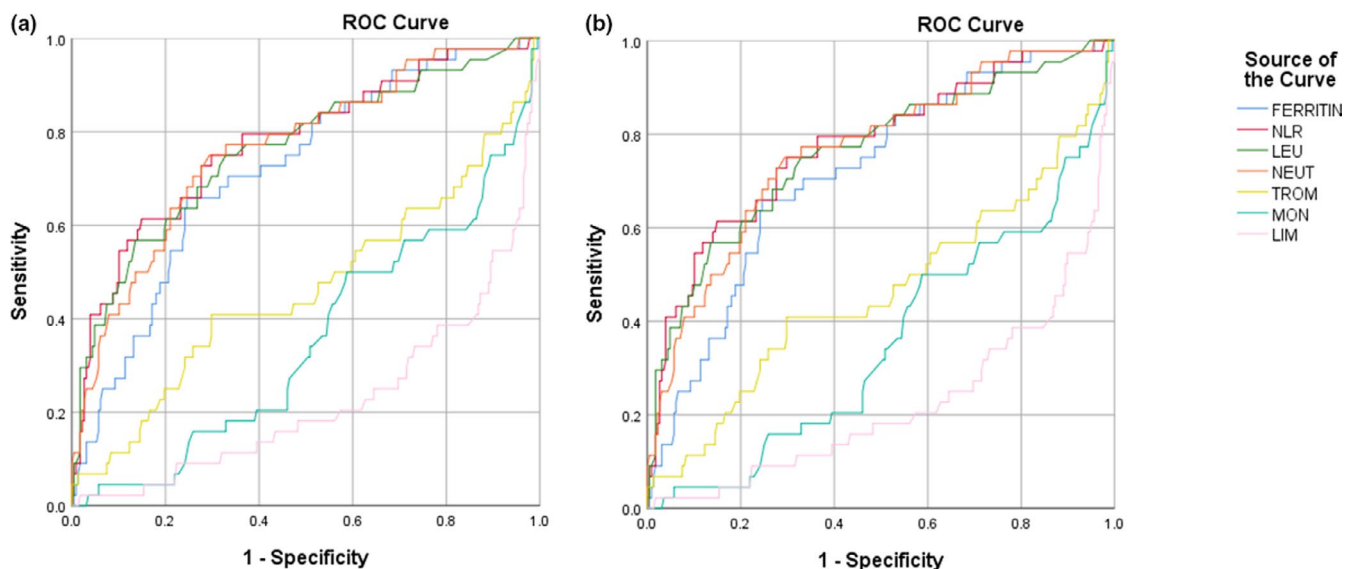 (a)
ROC Curve
1.0
0.8
0.6
0.4
0.2
0.0
Sensitivity
0.0 0.2 0.4 0.6 0.8 1.0
1 - Specificity
(b)
ROC Curve
1.0
0.8
0.6
0.4
0.2
0.0
Sensitivity
0.0 0.2 0.4 0.6 0.8 1.0
1 - Specificity
Source of
the Curve
FERRITIN
NLR
LEU
NEUT
TROM
MON
LIM